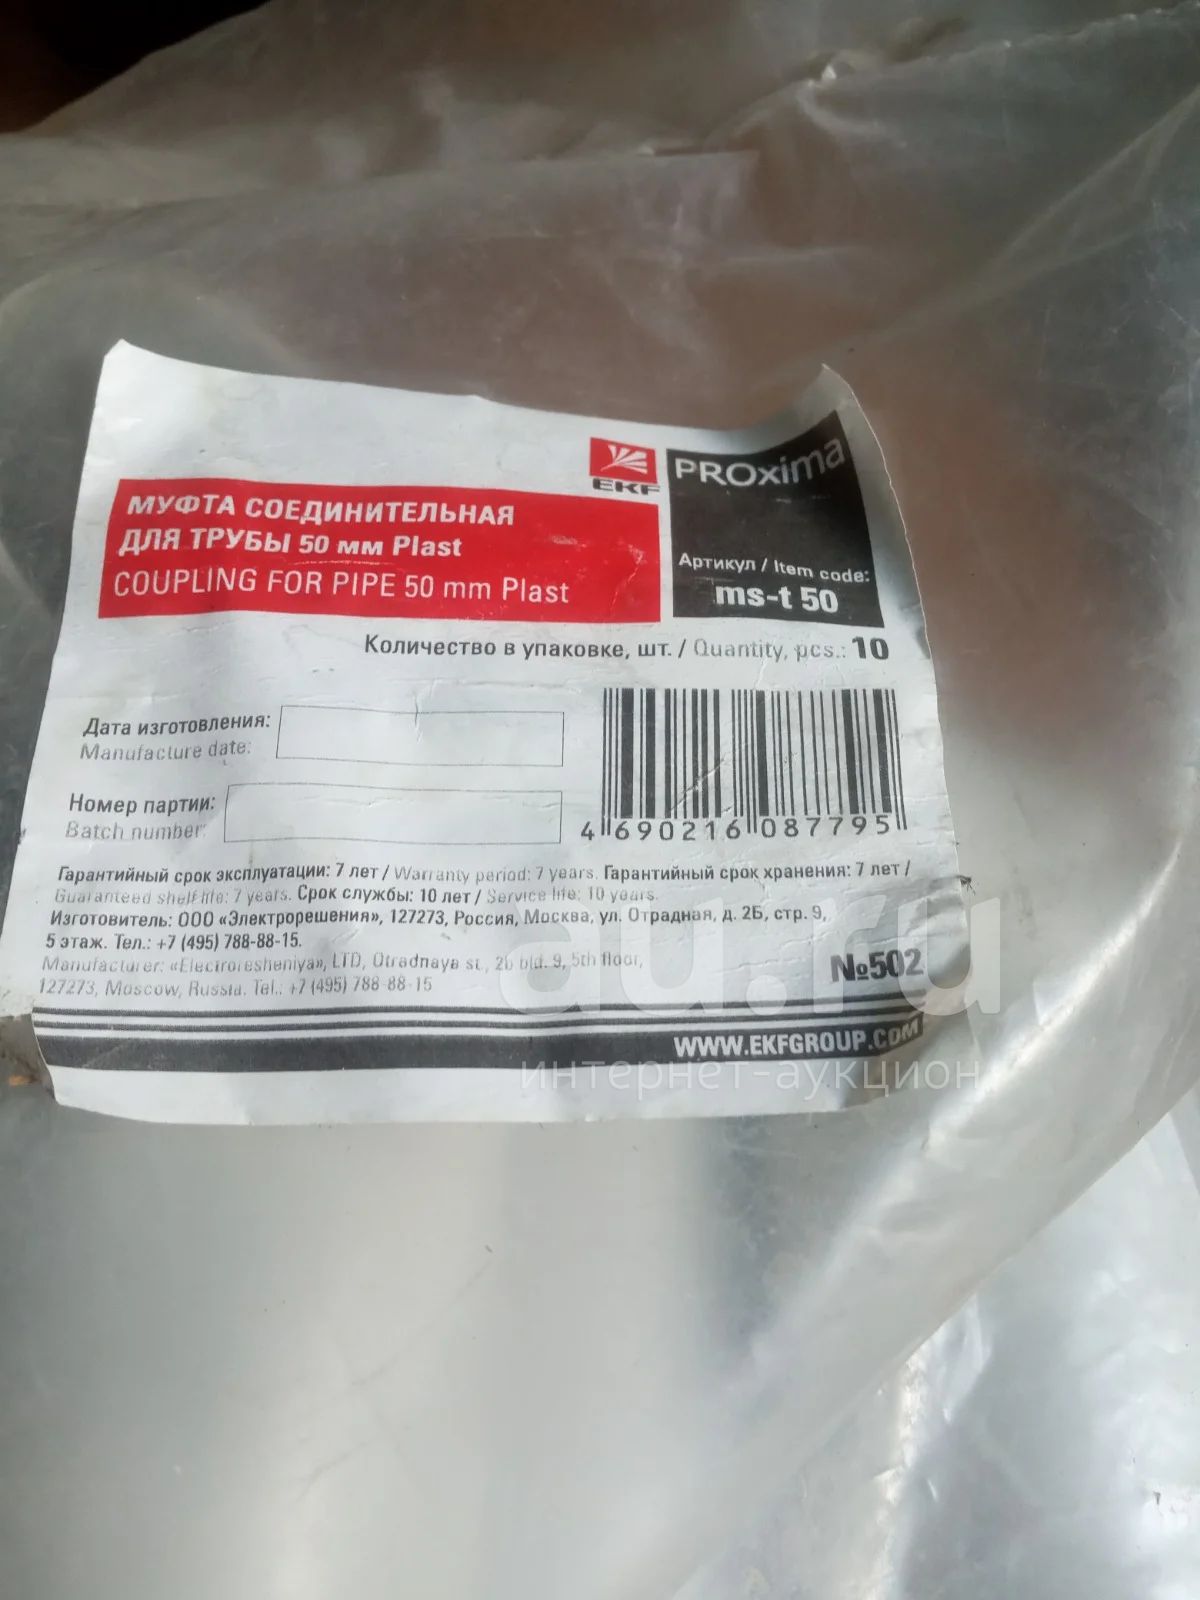 EKF
PROxima
МУФТА СОЕДИНИТЕЛЬНАЯ
ДЛЯ ТРУБЫ 50 мм Plast
COUPLING FOR PIPE 50 mm Plast
Артикул / Item code:
ms-t 50
Количество в упаковке, шт. / Quantity, pcs.: 10
Дата изготовления:
Manufacture date:
Номер партии:
Batch number:
4 690216 087795
Гарантийный срок эксплуатации: 7 лет / Warranty period: 7 years. Гарантийный срок хранения: 7 лет /
Guaranteed shelf life: 7 years. Срок службы: 10 лет / Service life: 10 years.
Изготовитель: ООО «Электрорешения», 127273, Россия, Москва, ул. Отрадная, д. 2Б, стр. 9,
5 этаж. Тел.: +7 (495) 788-88-15.
Manufacturer: «Electroresheniya», LTD, Otradnaya st., 2b bld. 9, 5th floor,
127273, Moscow, Russia. Tel.: +7 (495) 788-88-15
№502
WWW.EKFGROUP.COM
au.ru
интернет-аукцион